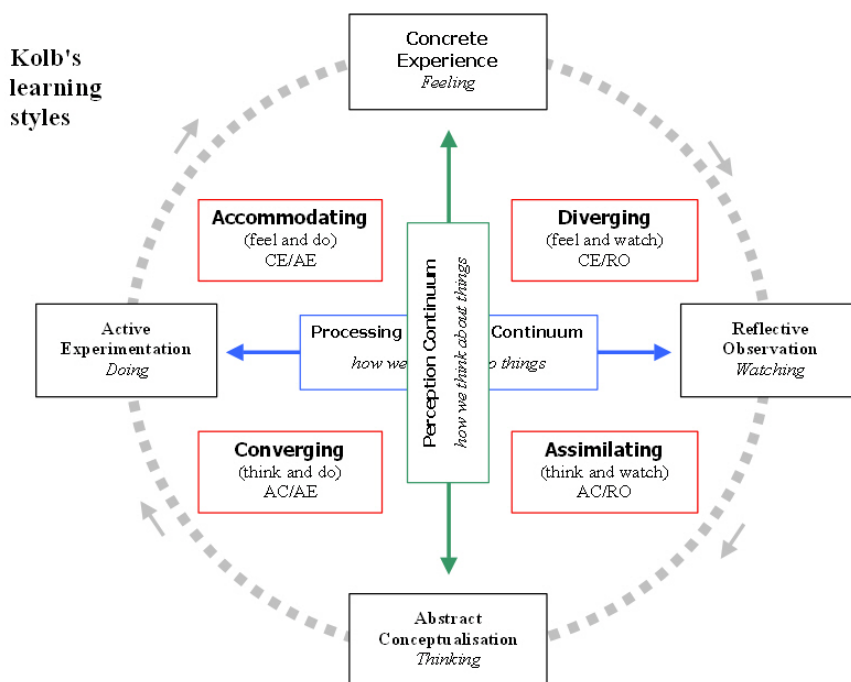 Kolb's
learning
styles
Concrete
Experience
Feeling
Accommodating
(feel and do)
CE/AE
Diverging
(feel and watch)
CE/RO
Perception Continuum
how we think about things
Active
Experimentation
Doing
Processing Continuum
how we o things
Reflective
Observation
Watching
Converging
(think and do)
AC/AE
Assimilating
(think and watch)
AC/RO
Abstract
Conceptualisation
Thinking